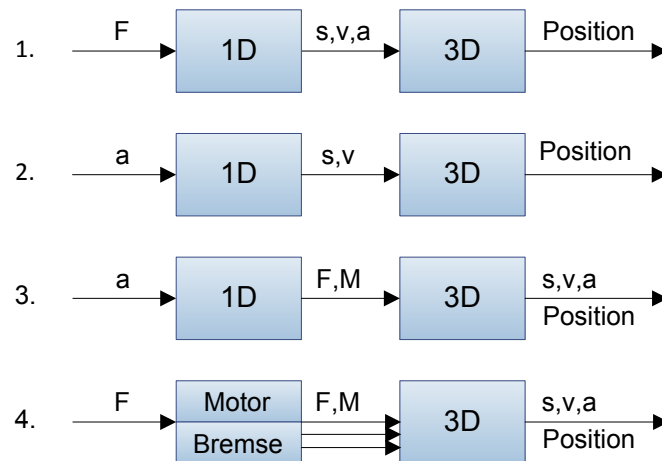 1. F 1D s,v,a 3D Position
2. a 1D s,v 3D Position
3. a 1D F,M 3D s,v,a
Position
4. F Motor F,M 3D s,v,a
Bremse Position